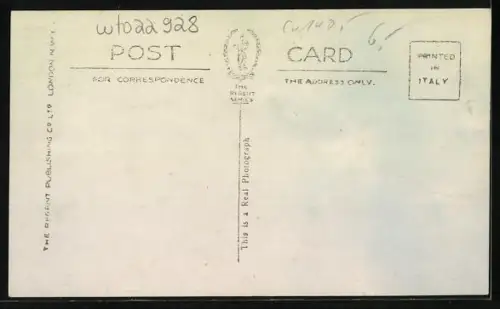 wto22928
6.-
POST CARD
FOR CORRESPONDENCE
THE ADDRESS ONLY.
THE
REGENT
SERIES
PRINTED
IN
ITALY
THE REGENT PUBLISHING CO LTD LONDON N.W.1.
This is a Real Photograph